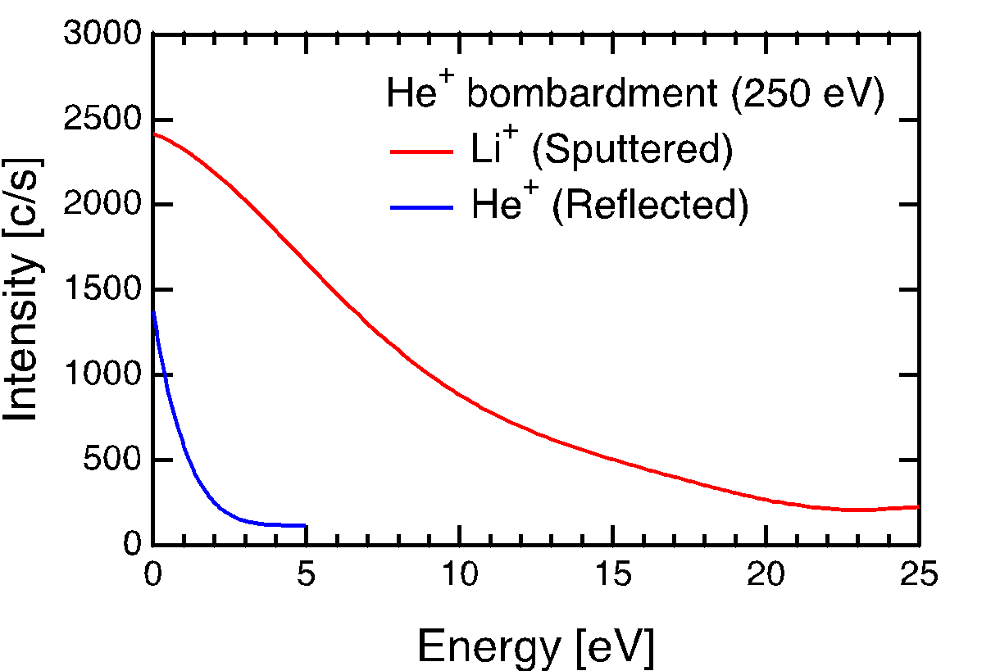 3000
2500
2000
1500
1000
500
0
Intensity [c/s]
He⁺ bombardment (250 eV)
Li⁺ (Sputtered)
He⁺ (Reflected)
0 5 10 15 20 25
Energy [eV]